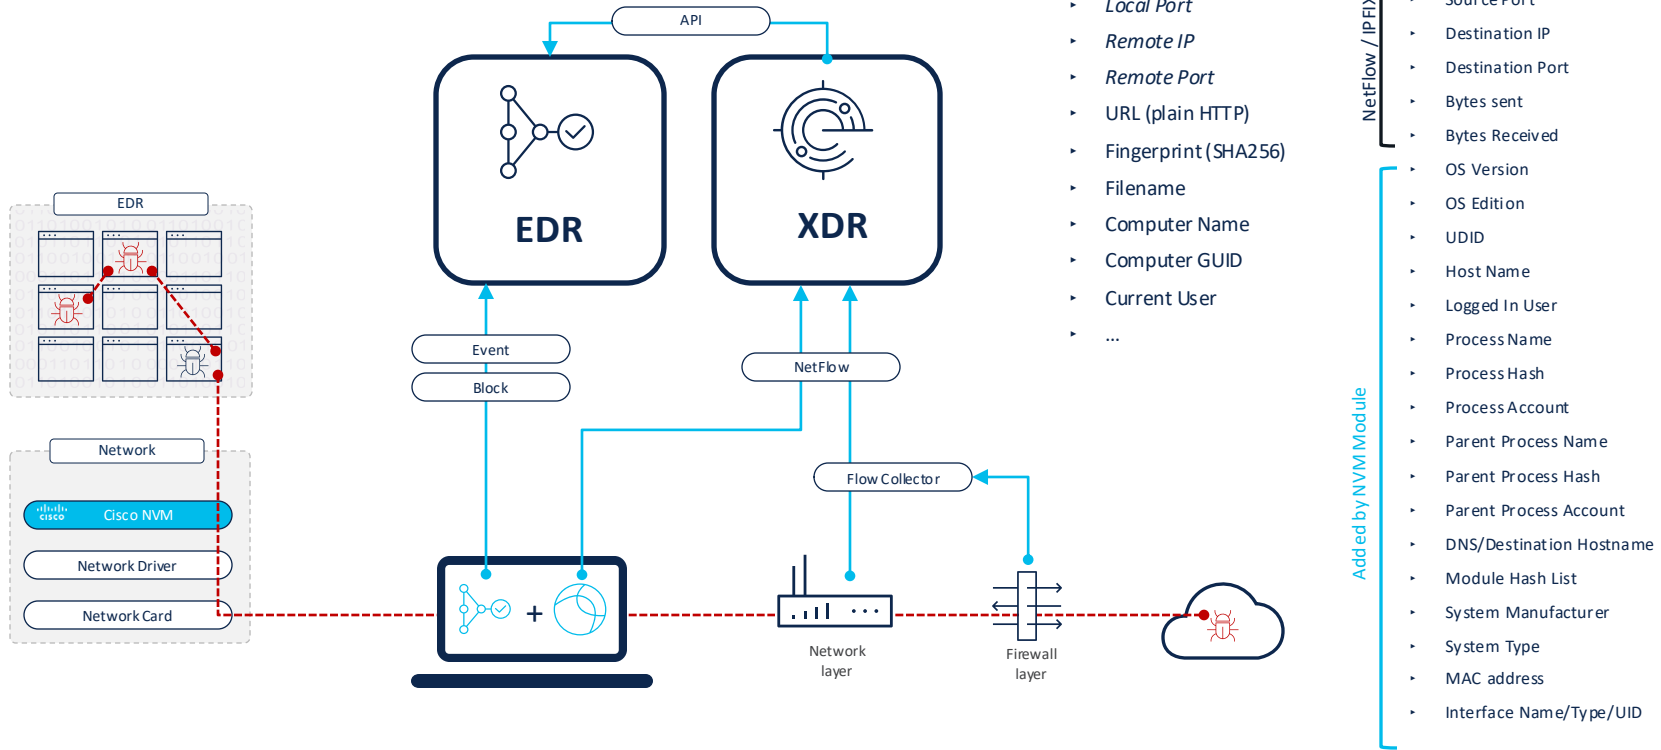 API
EDR
XDR
EDR
Event
Block
NetFlow
Flow Collector
Network
CISCO
Cisco NVM
Network Driver
Network Card
+
Network
layer
Firewall
layer
Local Port
Remote IP
Remote Port
URL (plain HTTP)
Fingerprint (SHA256)
Filename
Computer Name
Computer GUID
Current User
...
NetFlow / IPFIX
Source Port
Destination IP
Destination Port
Bytes sent
Bytes Received
Added by NVM Module
OS Version
OS Edition
UDID
Host Name
Logged In User
Process Name
Process Hash
Process Account
Parent Process Name
Parent Process Hash
Parent Process Account
DNS/Destination Hostname
Module Hash List
System Manufacturer
System Type
MAC address
Interface Name/Type/UID